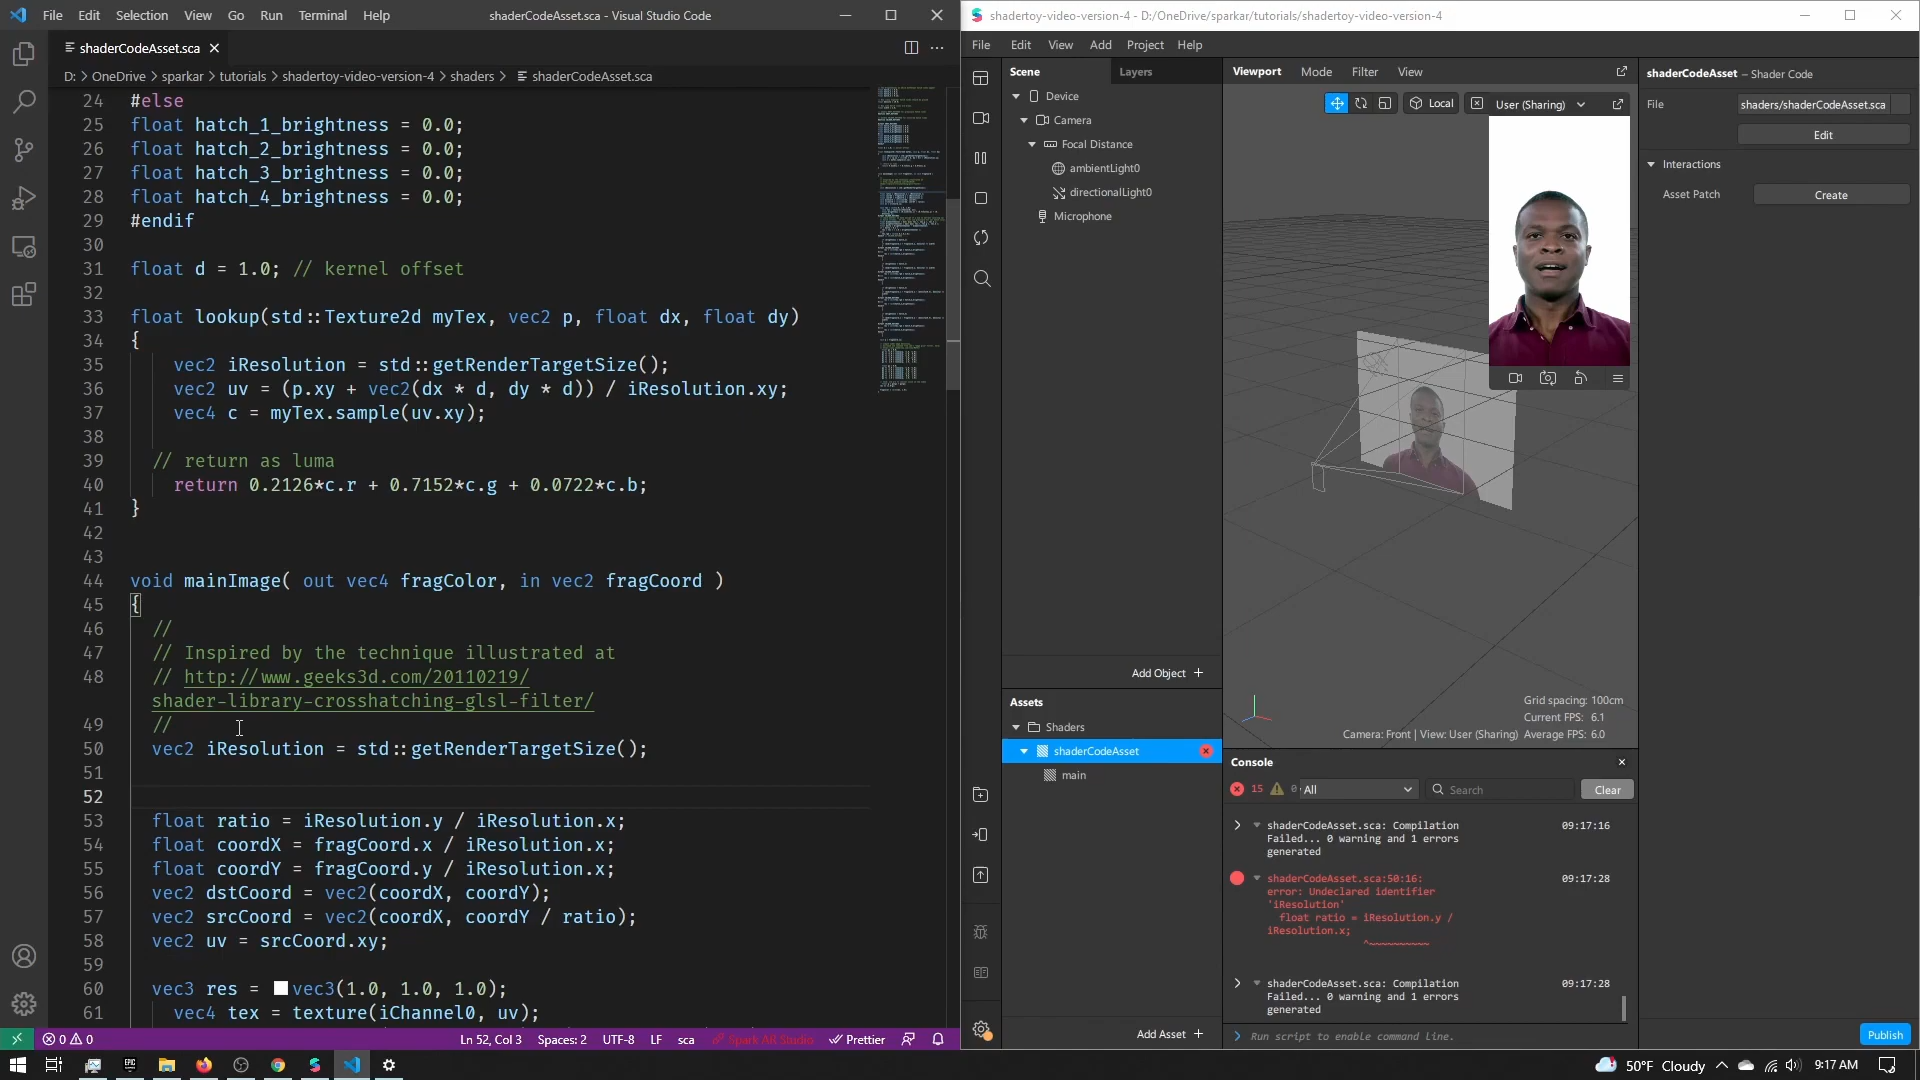 File Edit Selection View Go Run Terminal Help
shaderCodeAsset.sca - Visual Studio Code
shaderCodeAsset.sca
D: > OneDrive > sparkar > tutorials > shadertoy-video-version-4 > shaders > shaderCodeAsset.sca
24 #else
25 float hatch_1_brightness = 0.0;
26 float hatch_2_brightness = 0.0;
27 float hatch_3_brightness = 0.0;
28 float hatch_4_brightness = 0.0;
29 #endif
30
31 float d = 1.0; // kernel offset
32
33 float lookup(std::Texture2d myTex, vec2 p, float dx, float dy)
34 {
35 vec2 iResolution = std::getRenderTargetSize();
36 vec2 uv = (p.xy + vec2(dx * d, dy * d)) / iResolution.xy;
37 vec4 c = myTex.sample(uv.xy);
38
39 // return as luma
40 return 0.2126*c.r + 0.7152*c.g + 0.0722*c.b;
41 }
42
43
44 void mainImage( out vec4 fragColor, in vec2 fragCoord )
45 {
46 //
47 // Inspired by the technique illustrated at
48 // http://www.geeks3d.com/20110219/
shader-library-crosshatching-glsl-filter/
49 //
50 vec2 iResolution = std::getRenderTargetSize();
51
52
53 float ratio = iResolution.y / iResolution.x;
54 float coordX = fragCoord.x / iResolution.x;
55 float coordY = fragCoord.y / iResolution.x;
56 vec2 dstCoord = vec2(coordX, coordY);
57 vec2 srcCoord = vec2(coordX, coordY / ratio);
58 vec2 uv = srcCoord.xy;
59
60 vec3 res = vec3(1.0, 1.0, 1.0);
61 vec4 tex = texture(iChannel0, uv);
0 0
Ln 52, Col 3 Spaces: 2 UTF-8 LF sca Spark AR Studio Prettier
shadertoy-video-version-4 - D:/OneDrive/sparkar/tutorials/shadertoy-video-version-4
File Edit View Add Project Help
Scene Layers
Device
Camera
Focal Distance
ambientLight0
directionalLight0
Microphone
Add Object +
Assets
Shaders
shaderCodeAsset
main
Add Asset +
Viewport Mode Filter View
Local
User (Sharing)
Grid spacing: 100cm
Current FPS: 6.1
Camera: Front | View: User (Sharing) Average FPS: 6.0
Console
15 0 All Search Clear
shaderCodeAsset.sca: Compilation 09:17:16
Failed... 0 warning and 1 errors
generated
shaderCodeAsset.sca:50:16: 09:17:28
error: Undeclared identifier
'iResolution'
float ratio = iResolution.y /
iResolution.x;
^~~~~~~~~~~
shaderCodeAsset.sca: Compilation 09:17:28
Failed... 0 warning and 1 errors
generated
Run script to enable command line.
shaderCodeAsset – Shader Code
File shaders/shaderCodeAsset.sca
Edit
Interactions
Asset Patch Create
Publish
EPIC
50°F Cloudy 9:17 AM